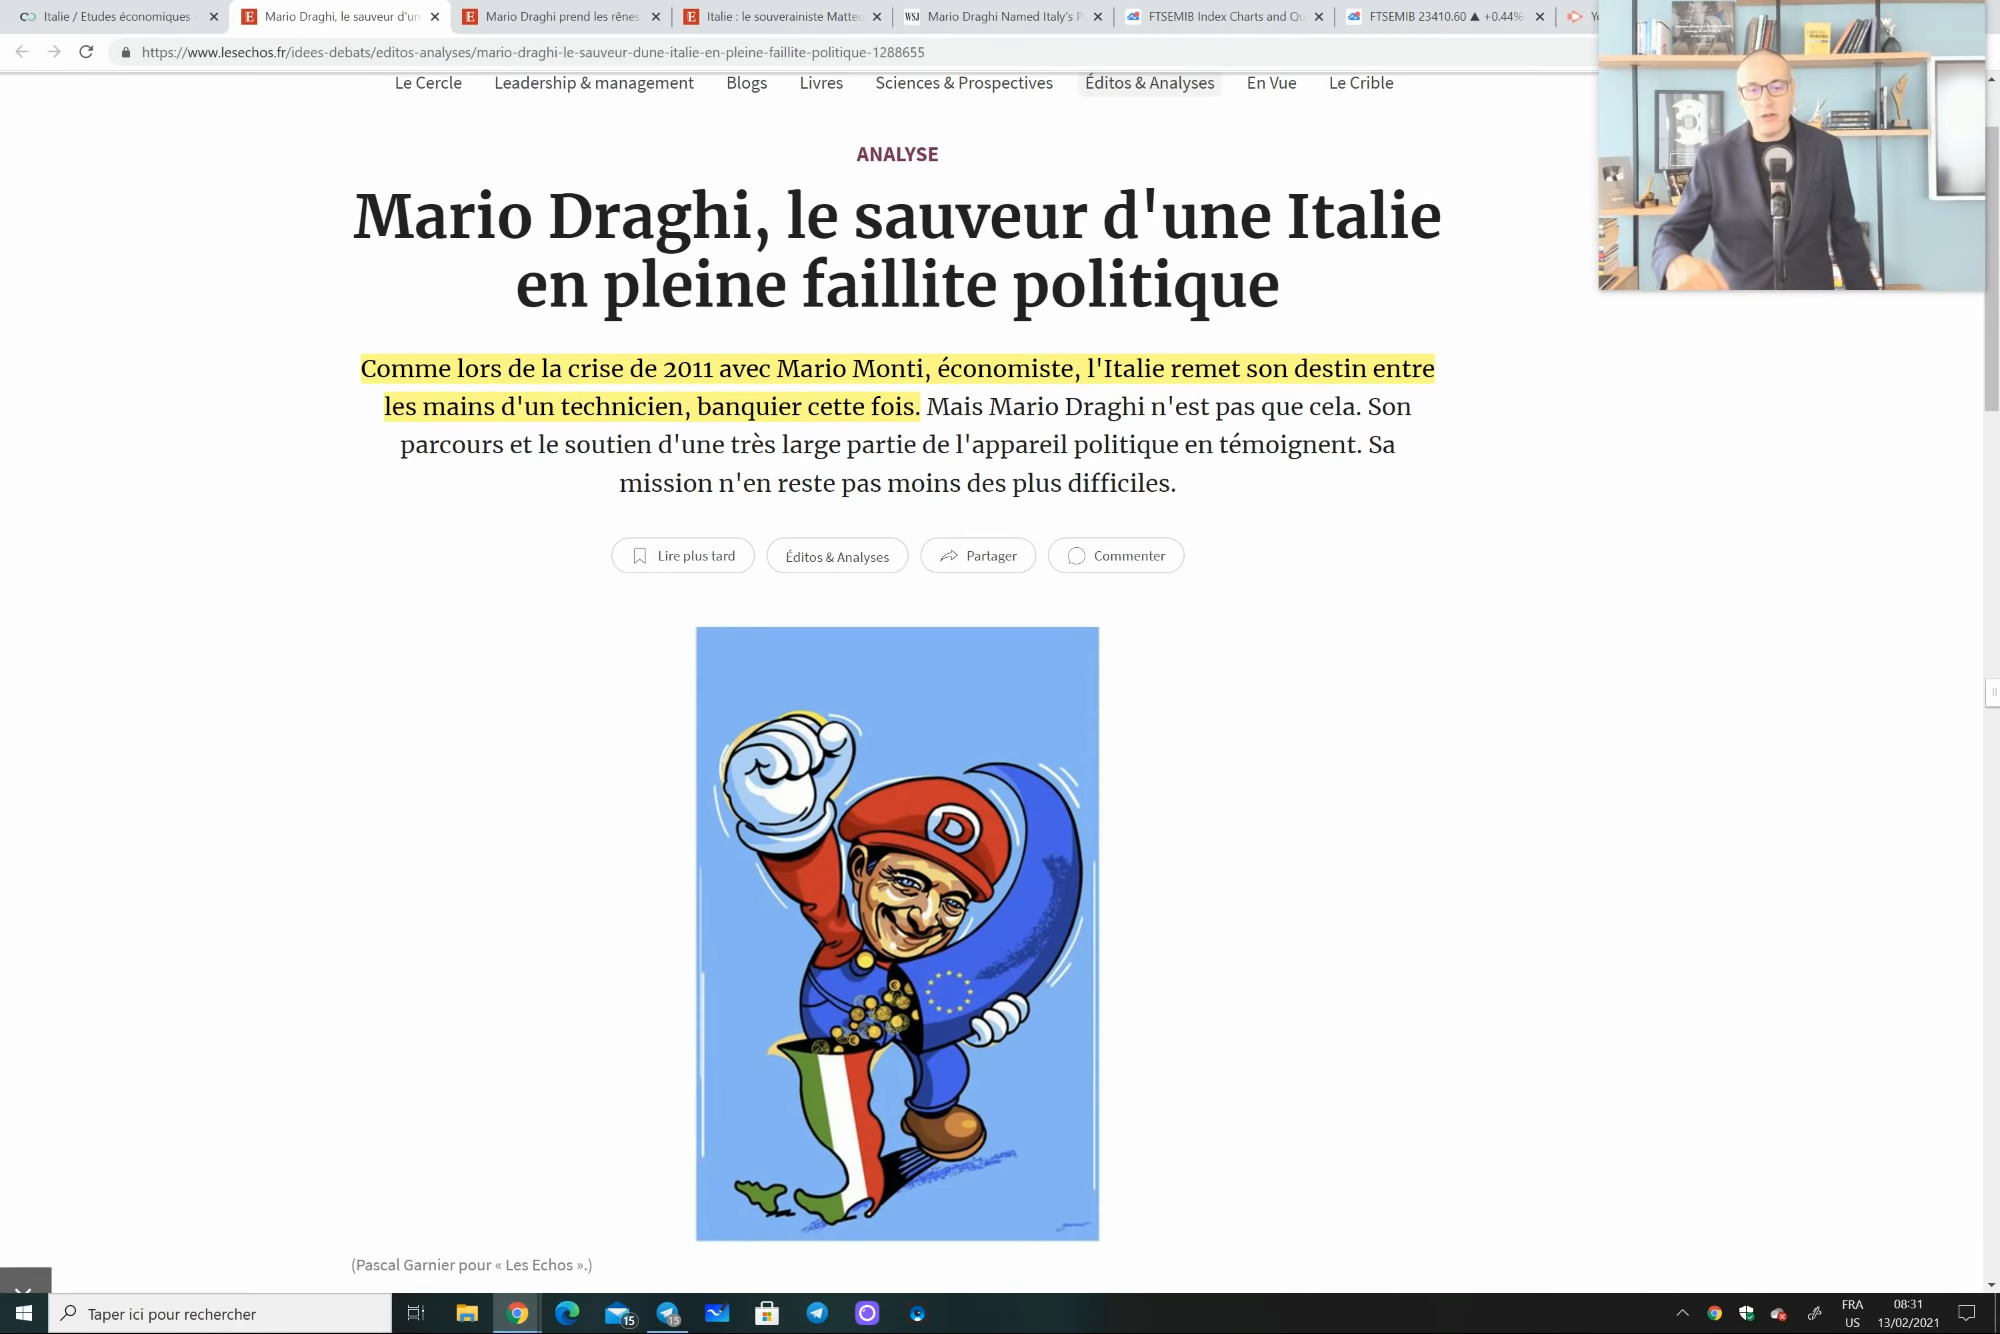 Italie / Etudes économiques
Mario Draghi, le sauveur d'un
Mario Draghi prend les rênes
Italie : le souverainiste Matteo
WSJ
Mario Draghi Named Italy's P
FTSEMIB Index Charts and Qu
FTSEMIB 23410.60 ▲ +0.44%
https://www.lesechos.fr/idees-debats/editos-analyses/mario-draghi-le-sauveur-dune-italie-en-pleine-faillite-politique-1288655
Le Cercle
Leadership & management
Blogs
Livres
Sciences & Prospectives
Éditos & Analyses
En Vue
Le Crible
ANALYSE
Mario Draghi, le sauveur d'une Italie
en pleine faillite politique
Comme lors de la crise de 2011 avec Mario Monti, économiste, l'Italie remet son destin entre
les mains d'un technicien, banquier cette fois. Mais Mario Draghi n'est pas que cela. Son
parcours et le soutien d'une très large partie de l'appareil politique en témoignent. Sa
mission n'en reste pas moins des plus difficiles.
Lire plus tard
Éditos & Analyses
Partager
Commenter
D
(Pascal Garnier pour « Les Echos ».)
Taper ici pour rechercher
15
15
FRA
US
08:31
13/02/2021